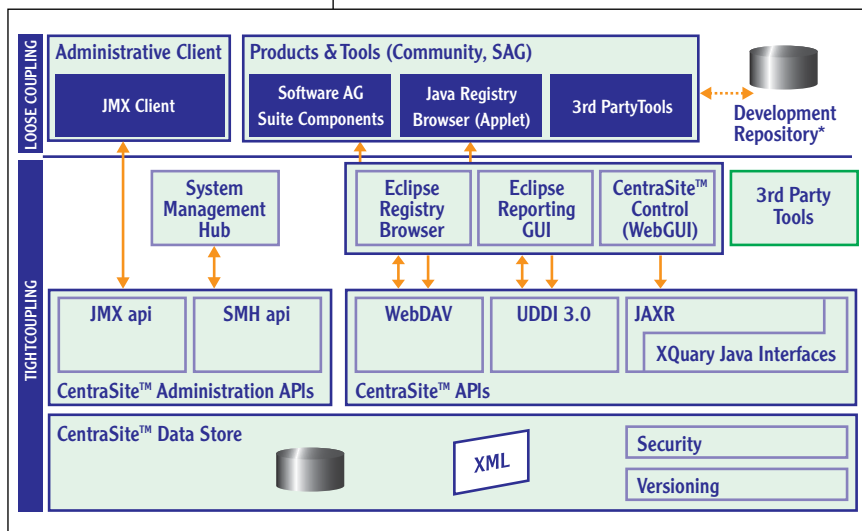 LOOSE COUPLING
Administrative Client
JMX Client
Products & Tools (Community, SAG)
Software AG
Suite Components
Java Registry
Browser (Applet)
3rd PartyTools
Development
Repository*
TIGHTCOUPLING
System
Management
Hub
Eclipse
Registry
Browser
Eclipse
Reporting
GUI
CentraSite™
Control
(WebGUI)
3rd Party
Tools
JMX api
SMH api
CentraSite™ Administration APIs
WebDAV
UDDI 3.0
JAXR
XQuary Java Interfaces
CentraSite™ APIs
CentraSite™ Data Store
XML
Security
Versioning